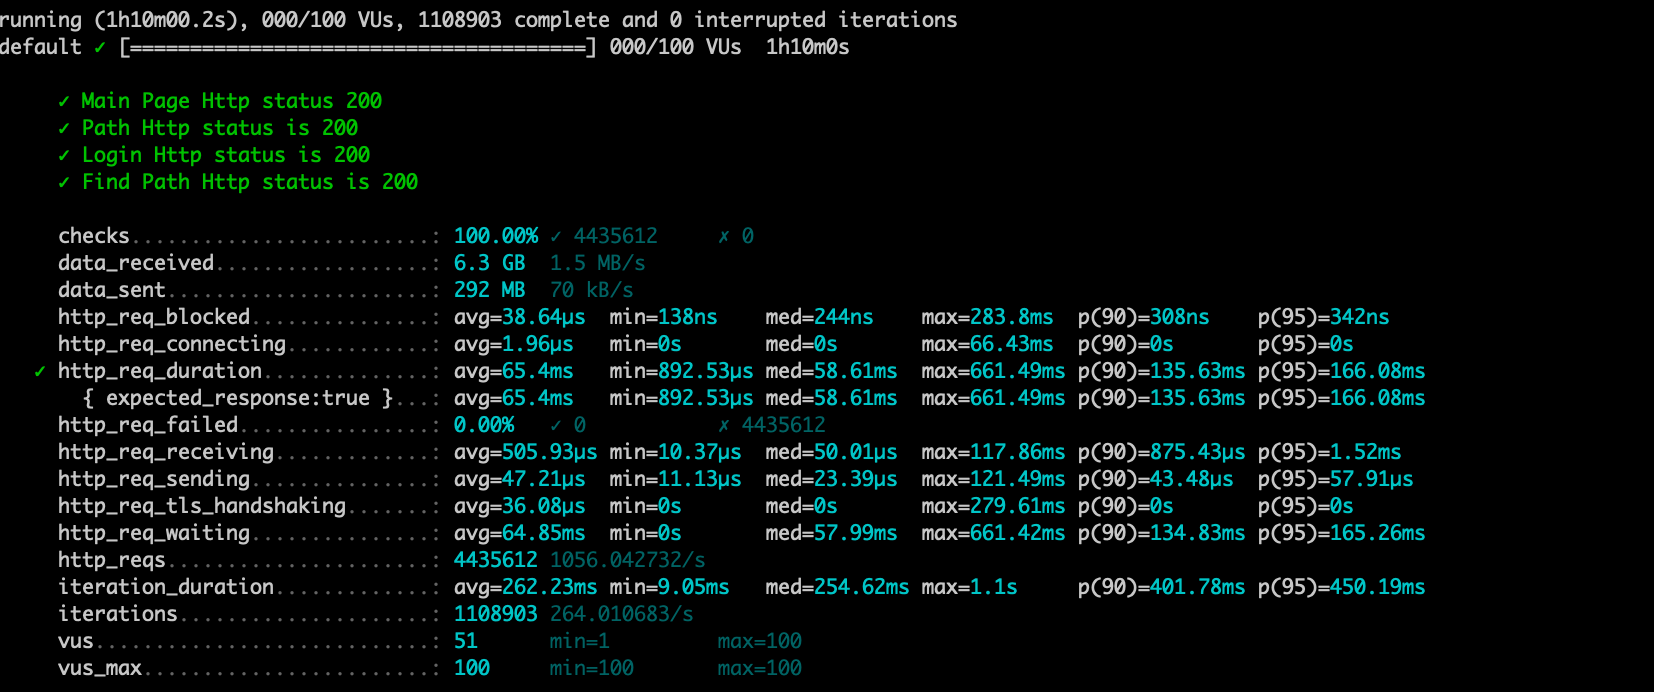 running (1h10m00.2s), 000/100 VUs, 1108903 complete and 0 interrupted iterations
default ✓ [======================================] 000/100 VUs  1h10m0s
✓ Main Page Http status 200
✓ Path Http status is 200
✓ Login Http status is 200
✓ Find Path Http status is 200
checks.........................: 100.00% ✓ 4435612     ✗ 0
data_received..................: 6.3 GB  1.5 MB/s
data_sent......................: 292 MB  70 kB/s
http_req_blocked...............: avg=38.64µs  min=138ns    med=244ns    max=283.8ms  p(90)=308ns    p(95)=342ns
http_req_connecting............: avg=1.96µs   min=0s       med=0s       max=66.43ms  p(90)=0s       p(95)=0s
✓ http_req_duration..............: avg=65.4ms   min=892.53µs med=58.61ms  max=661.49ms p(90)=135.63ms p(95)=166.08ms
{ expected_response:true }...: avg=65.4ms   min=892.53µs med=58.61ms  max=661.49ms p(90)=135.63ms p(95)=166.08ms
http_req_failed................: 0.00%   ✓ 0           ✗ 4435612
http_req_receiving.............: avg=505.93µs min=10.37µs  med=50.01µs  max=117.86ms p(90)=875.43µs p(95)=1.52ms
http_req_sending...............: avg=47.21µs  min=11.13µs  med=23.39µs  max=121.49ms p(90)=43.48µs  p(95)=57.91µs
http_req_tls_handshaking.......: avg=36.08µs  min=0s       med=0s       max=279.61ms p(90)=0s       p(95)=0s
http_req_waiting...............: avg=64.85ms  min=0s       med=57.99ms  max=661.42ms p(90)=134.83ms p(95)=165.26ms
http_reqs......................: 4435612 1056.042732/s
iteration_duration.............: avg=262.23ms min=9.05ms   med=254.62ms max=1.1s     p(90)=401.78ms p(95)=450.19ms
iterations.....................: 1108903 264.010683/s
vus............................: 51      min=1         max=100
vus_max........................: 100     min=100       max=100